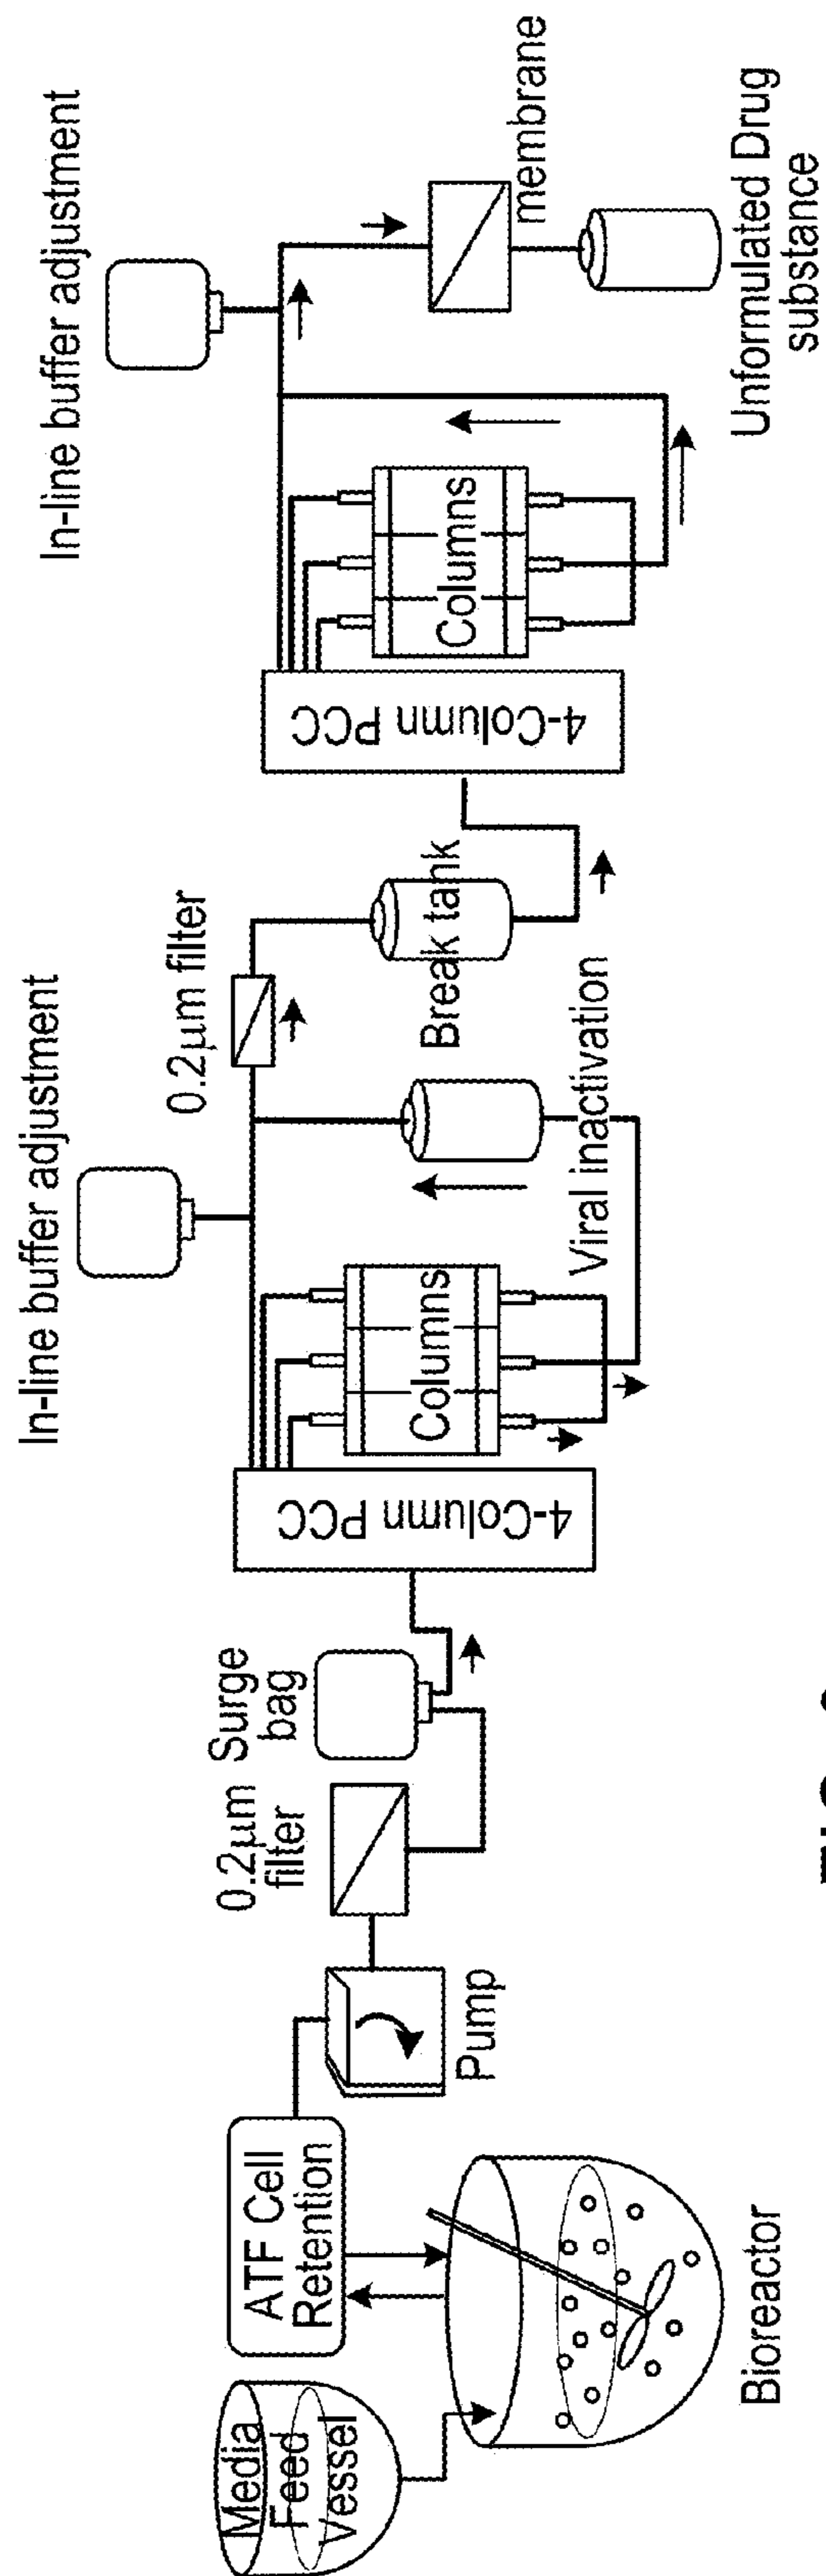 Media
Feed
Vessel
ATF Cell
Retention
Bioreactor
Pump
0.2μm
filter
Surge
bag
4-Column PCC
Columns
In-line buffer adjustment
Viral inactivation
0.2μm filter
Break tank
4-Column PCC
Columns
In-line buffer adjustment
membrane
Unformulated Drug
substance